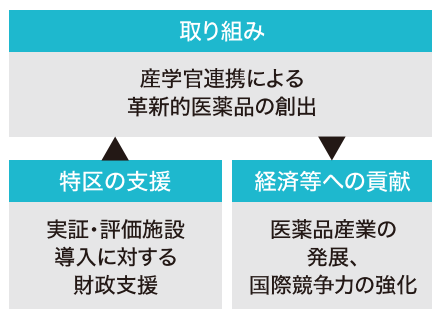 取り組み
産学官連携による
革新的医薬品の創出
特区の支援
実証・評価施設
導入に対する
財政支援
経済等への貢献
医薬品産業の
発展、
国際競争力の強化